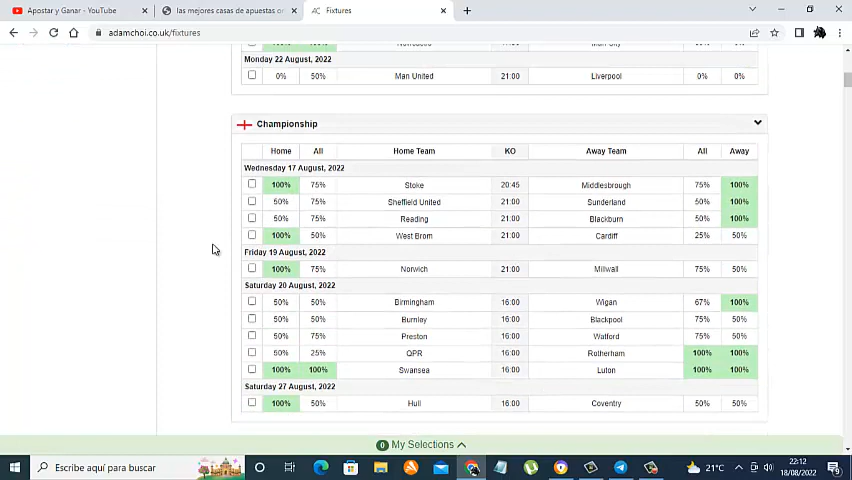 Apostar y Ganar - YouTube
las mejores casas de apuestas or
Fixtures
adamchoi.co.uk/fixtures
Monday 22 August, 2022
0% 50% Man United 21:00 Liverpool 0% 0%
Championship
Home All Home Team KO Away Team All Away
Wednesday 17 August, 2022
100% 75% Stoke 20:45 Middlesbrough 75% 100%
50% 75% Sheffield United 21:00 Sunderland 50% 100%
50% 75% Reading 21:00 Blackburn 50% 100%
100% 50% West Brom 21:00 Cardiff 25% 50%
Friday 19 August, 2022
100% 75% Norwich 21:00 Millwall 75% 50%
Saturday 20 August, 2022
50% 50% Birmingham 16:00 Wigan 67% 100%
50% 50% Burnley 16:00 Blackpool 75% 50%
50% 75% Preston 16:00 Watford 75% 50%
50% 25% QPR 16:00 Rotherham 100% 100%
100% 100% Swansea 16:00 Luton 100% 100%
Saturday 27 August, 2022
100% 50% Hull 16:00 Coventry 50% 50%
0 My Selections
Escribe aquí para buscar
21°C
22:12
18/08/2022